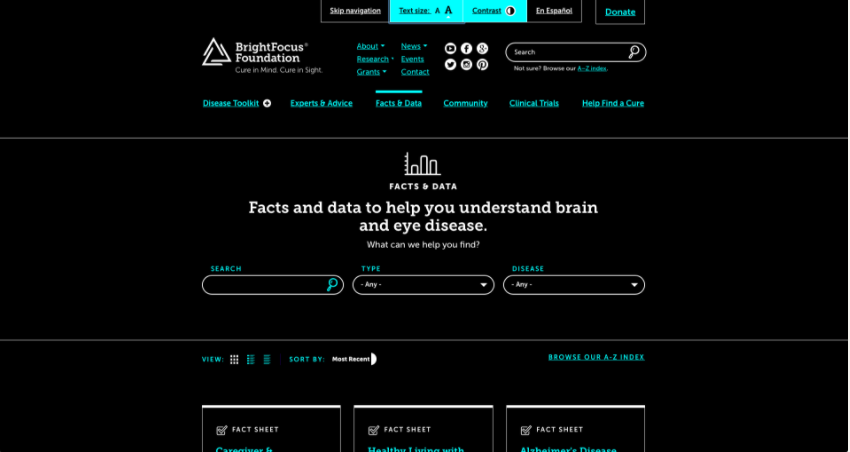 Skip navigation
Text size: A A
Contrast
En Español
Donate
BrightFocus®
Foundation
Cure in Mind. Cure in Sight.
About
News
Research
Events
Grants
Contact
Search
Not sure? Browse our A–Z index.
Disease Toolkit
Experts & Advice
Facts & Data
Community
Clinical Trials
Help Find a Cure
FACTS & DATA
Facts and data to help you understand brain
and eye disease.
What can we help you find?
SEARCH
TYPE
DISEASE
- Any -
- Any -
VIEW:
SORT BY:
Most Recent
BROWSE OUR A-Z INDEX
FACT SHEET
FACT SHEET
FACT SHEET
Caregiver &
Healthy Living with
Alzheimer's Disease